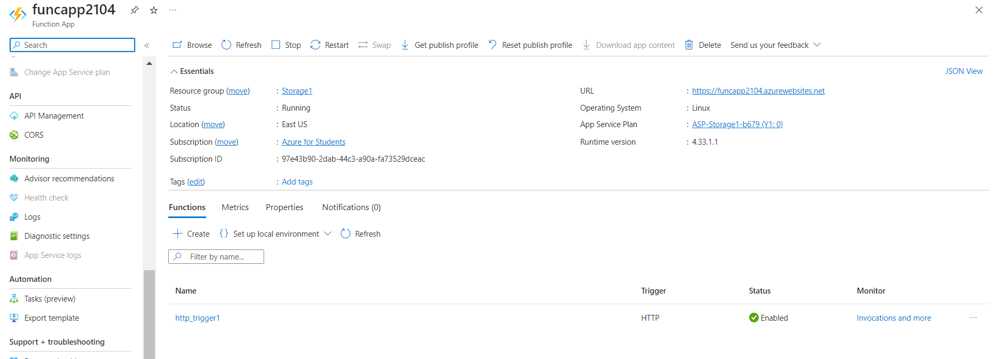 funcapp2104
Function App
Search
Change App Service plan
API
API Management
CORS
Monitoring
Advisor recommendations
Health check
Logs
Diagnostic settings
App Service logs
Automation
Tasks (preview)
Export template
Support + troubleshooting
Browse Refresh Stop Restart Swap Get publish profile Reset publish profile Download app content Delete Send us your feedback
Essentials JSON View
Resource group (move) : Storage1
Status : Running
Location (move) : East US
Subscription (move) : Azure for Students
Subscription ID : 97e43b90-2dab-44c3-a90a-fa73529dceac
Tags (edit) : Add tags
URL : https://funcapp2104.azurewebsites.net
Operating System : Linux
App Service Plan : ASP-Storage1-b679 (Y1: 0)
Runtime version : 4.33.1.1
Functions Metrics Properties Notifications (0)
Create Set up local environment Refresh
Filter by name...
Name Trigger Status Monitor
http_trigger1 HTTP Enabled Invocations and more